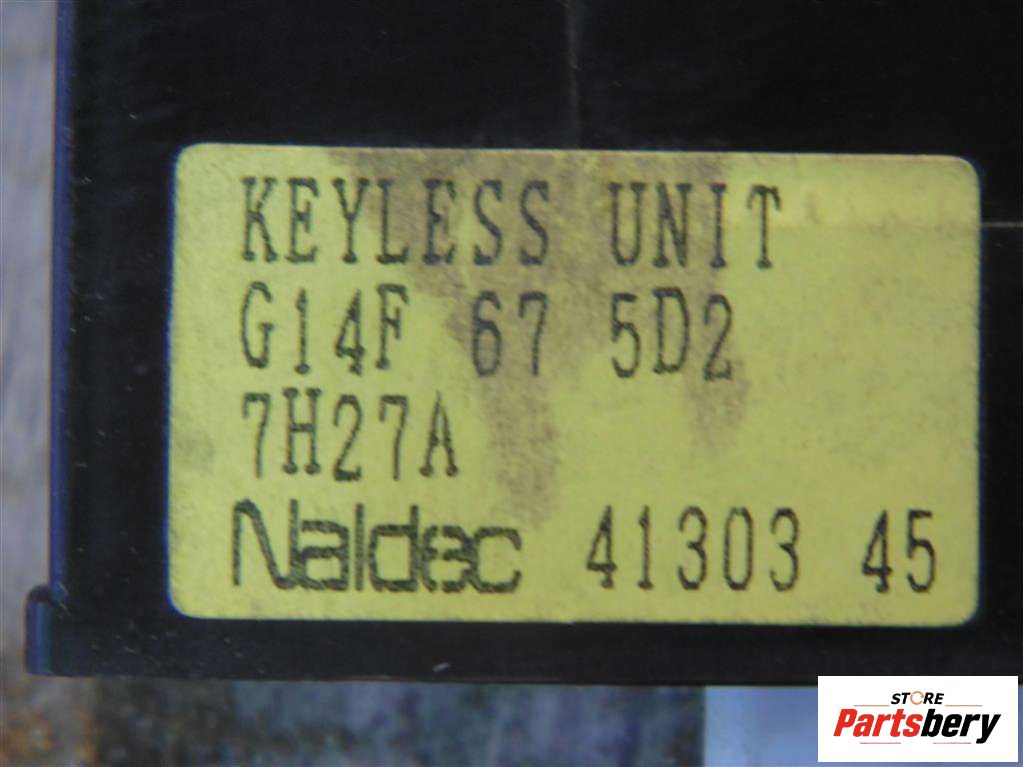 KEYLESS UNIT
G14F 67 5D2
7H27A
Naldec 41303 45
STORE
Partsbery